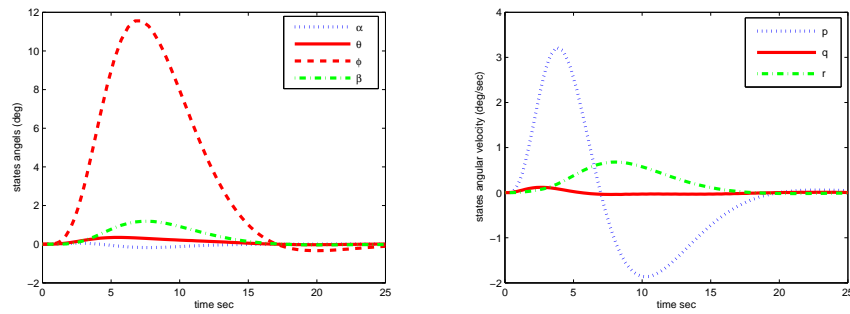 12
10
8
6
4
2
0
−2
0 5 10 15 20 25
states angels (deg)
time sec
α
θ
ϕ
β
4
3
2
1
0
−1
−2
0 5 10 15 20 25
states angular velocity (deg/sec)
time sec
p
q
r